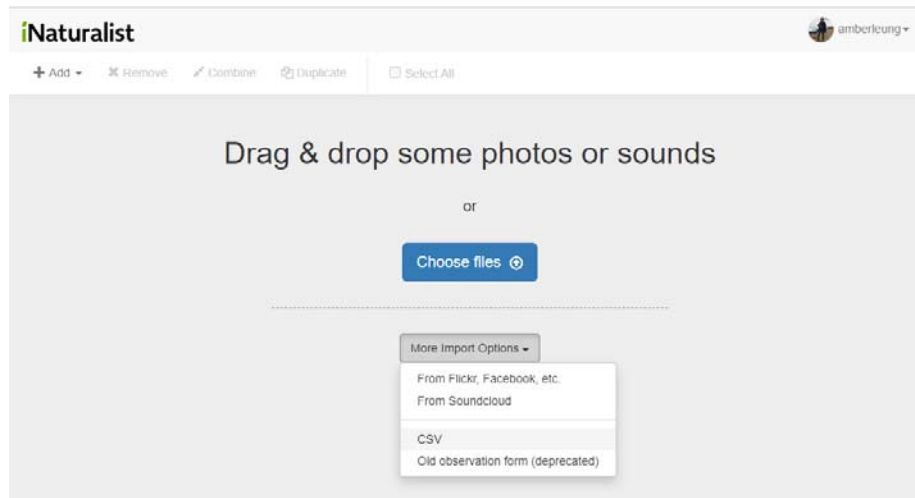 iNaturalist
amberleung
Add Remove Combine Duplicate Select All
Drag & drop some photos or sounds
or
Choose files
More Import Options
From Flickr, Facebook, etc.
From Soundcloud
CSV
Old observation form (deprecated)